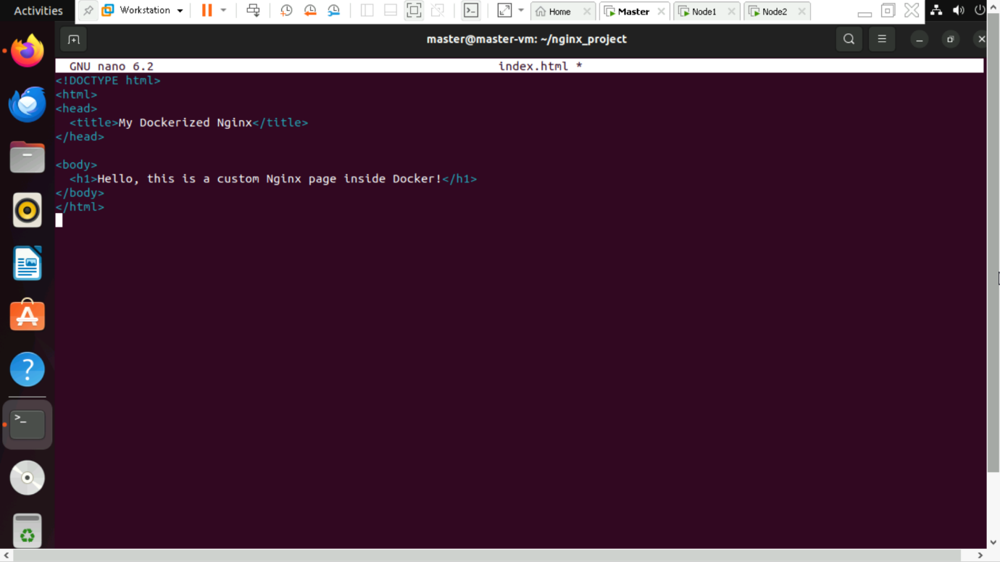 Activities
Workstation
Home
Master
Node1
Node2
master@master-vm: ~/nginx_project
GNU nano 6.2 index.html *
<!DOCTYPE html>
<html>
<head>
  <title>My Dockerized Nginx</title>
</head>

<body>
  <h1>Hello, this is a custom Nginx page inside Docker!</h1>
</body>
</html>